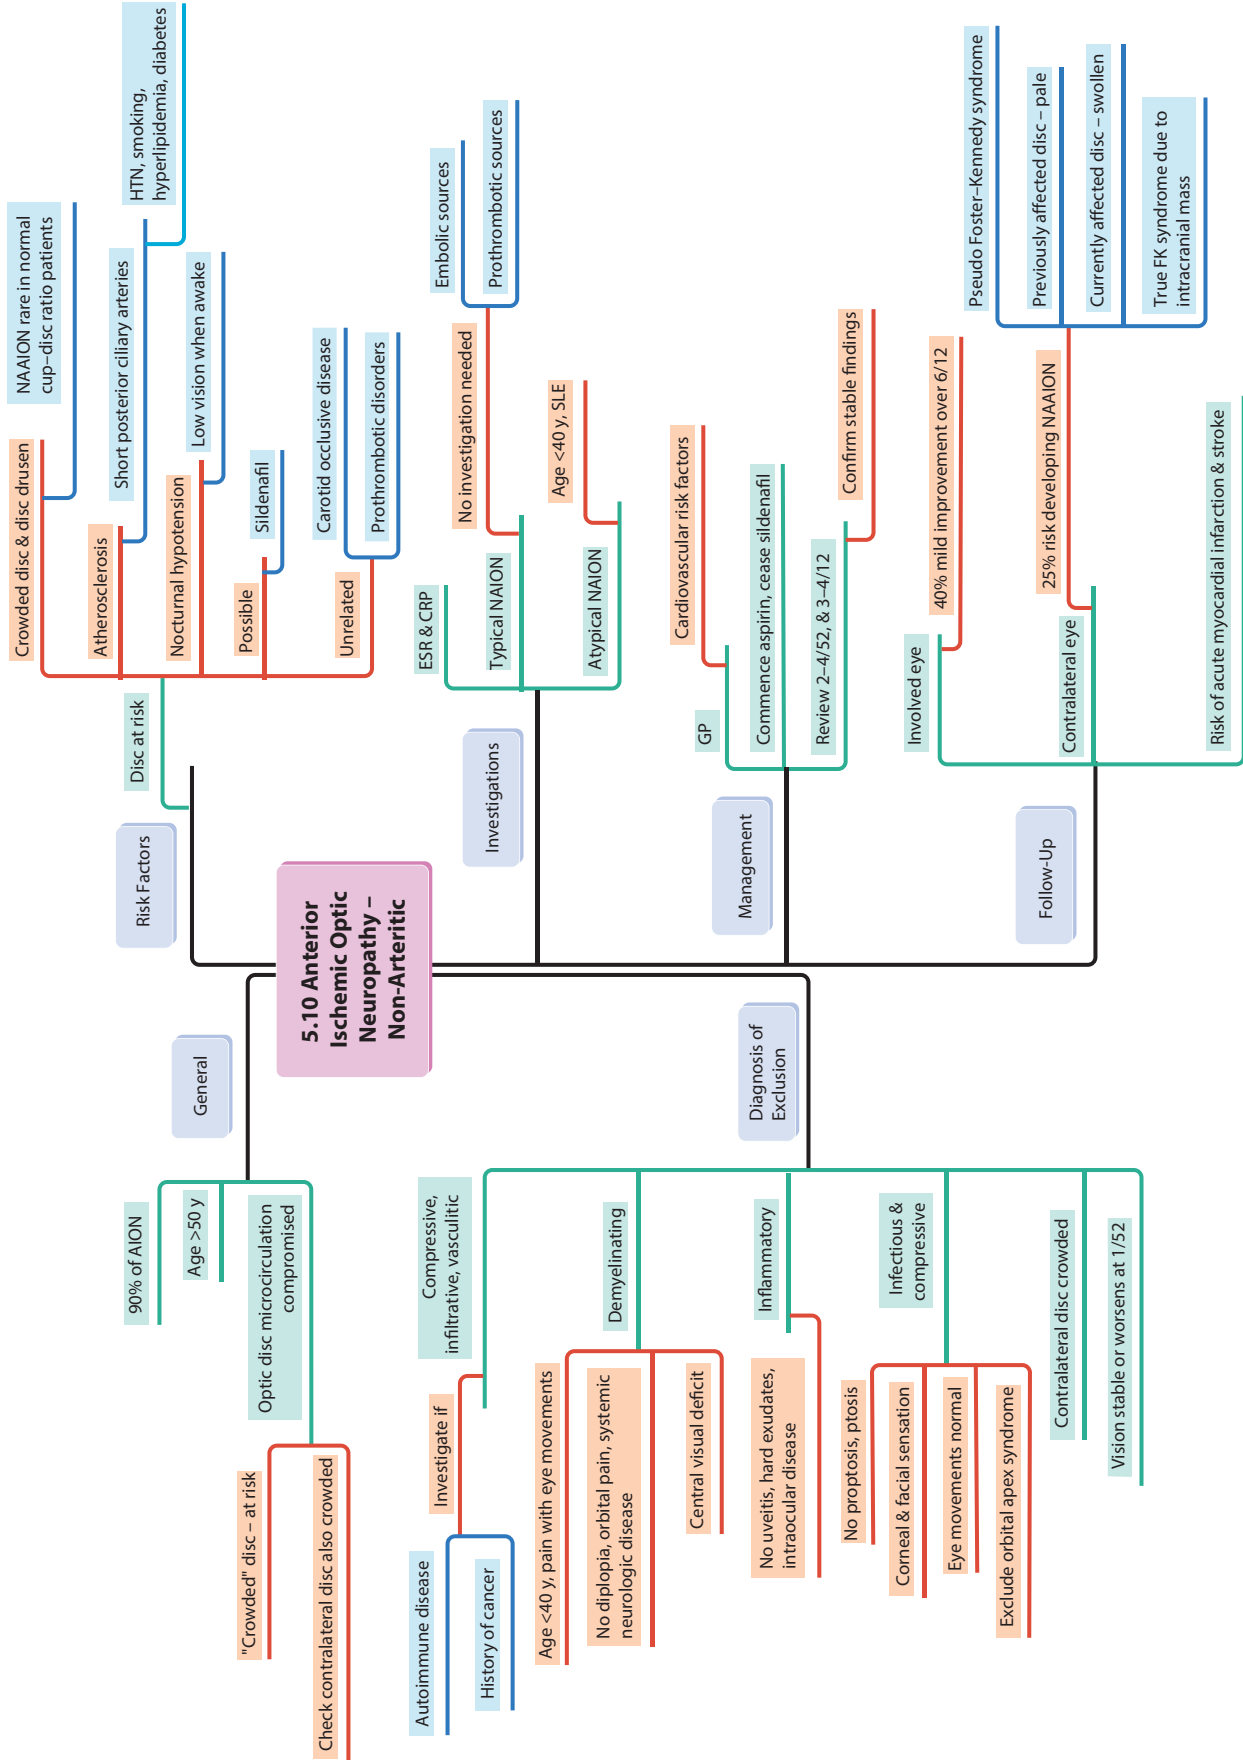 5.10 Anterior
Ischemic Optic
Neuropathy –
Non-Arteritic
General
90% of AION
Age >50 y
Optic disc microcirculation
compromised
"Crowded" disc – at risk
Check contralateral disc also crowded
Diagnosis of
Exclusion
Compressive,
infiltrative, vasculitic
Investigate if
Autoimmune disease
History of cancer
Demyelinating
Age <40 y, pain with eye movements
No diplopia, orbital pain, systemic
neurologic disease
Central visual deficit
Inflammatory
No uveitis, hard exudates,
intraocular disease
Infectious &
compressive
No proptosis, ptosis
Corneal & facial sensation
Eye movements normal
Exclude orbital apex syndrome
Contralateral disc crowded
Vision stable or worsens at 1/52
Risk Factors
Disc at risk
Crowded disc & disc drusen
NAAION rare in normal
cup–disc ratio patients
Atherosclerosis
Short posterior ciliary arteries
HTN, smoking,
hyperlipidemia, diabetes
Nocturnal hypotension
Low vision when awake
Possible
Sildenafil
Unrelated
Carotid occlusive disease
Prothrombotic disorders
Investigations
ESR & CRP
Typical NAION
No investigation needed
Embolic sources
Prothrombotic sources
Atypical NAION
Age <40 y, SLE
Management
GP
Cardiovascular risk factors
Commence aspirin, cease sildenafil
Review 2–4/52, & 3–4/12
Confirm stable findings
Follow-Up
Involved eye
40% mild improvement over 6/12
Contralateral eye
25% risk developing NAAION
Pseudo Foster–Kennedy syndrome
Previously affected disc – pale
Currently affected disc – swollen
True FK syndrome due to
intracranial mass
Risk of acute myocardial infarction & stroke